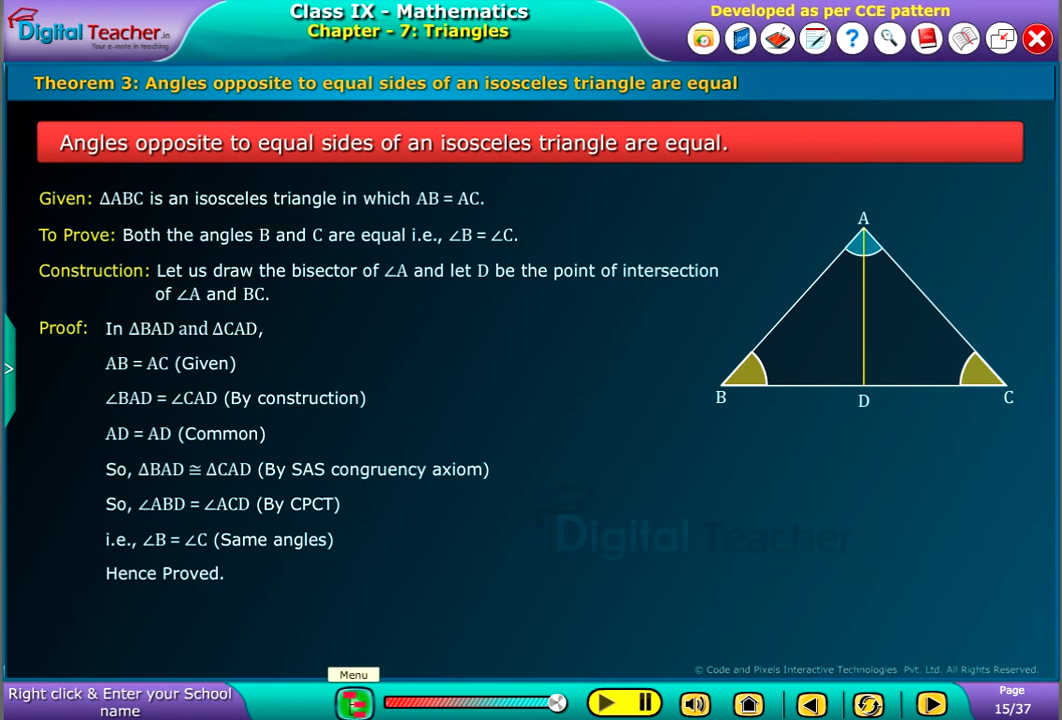 Digital Teacher.in
Your e-mate in teaching
Class IX - Mathematics
Chapter - 7: Triangles
Developed as per CCE pattern
Ref
?
Theorem 3: Angles opposite to equal sides of an isosceles triangle are equal
Angles opposite to equal sides of an isosceles triangle are equal.
Given: ΔABC is an isosceles triangle in which AB = AC.
To Prove: Both the angles B and C are equal i.e., ∠B = ∠C.
Construction: Let us draw the bisector of ∠A and let D be the point of intersection
of ∠A and BC.
Proof: In ΔBAD and ΔCAD,
AB = AC (Given)
∠BAD = ∠CAD (By construction)
AD = AD (Common)
So, ΔBAD ≅ ΔCAD (By SAS congruency axiom)
So, ∠ABD = ∠ACD (By CPCT)
i.e., ∠B = ∠C (Same angles)
Hence Proved.
A
B
D
C
Digital Teacher
© Code and Pixels Interactive Technologies Pvt. Ltd. All Rights Reserved.
Menu
Right click & Enter your School
name
Page
15/37